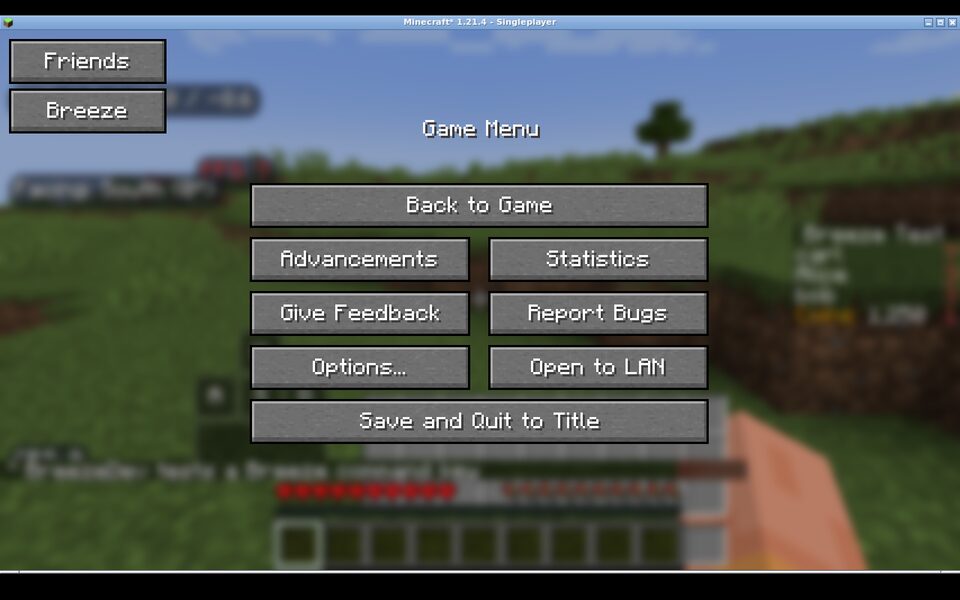 Minecraft* 1.21.4 - Singleplayer
Friends
Breeze
Game Menu
Back to Game
Advancements
Statistics
Give Feedback
Report Bugs
Options...
Open to LAN
Save and Quit to Title